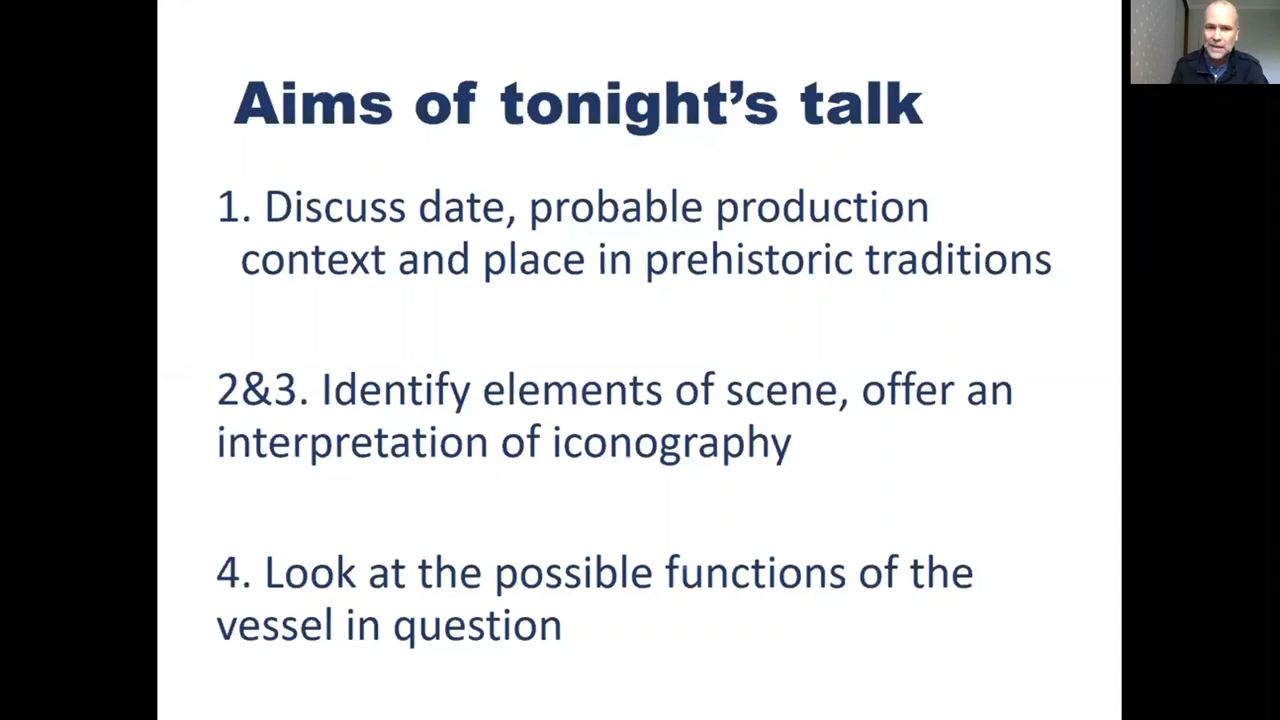 Aims of tonight’s talk
1. Discuss date, probable production
context and place in prehistoric traditions
2&3. Identify elements of scene, offer an
interpretation of iconography
4. Look at the possible functions of the
vessel in question